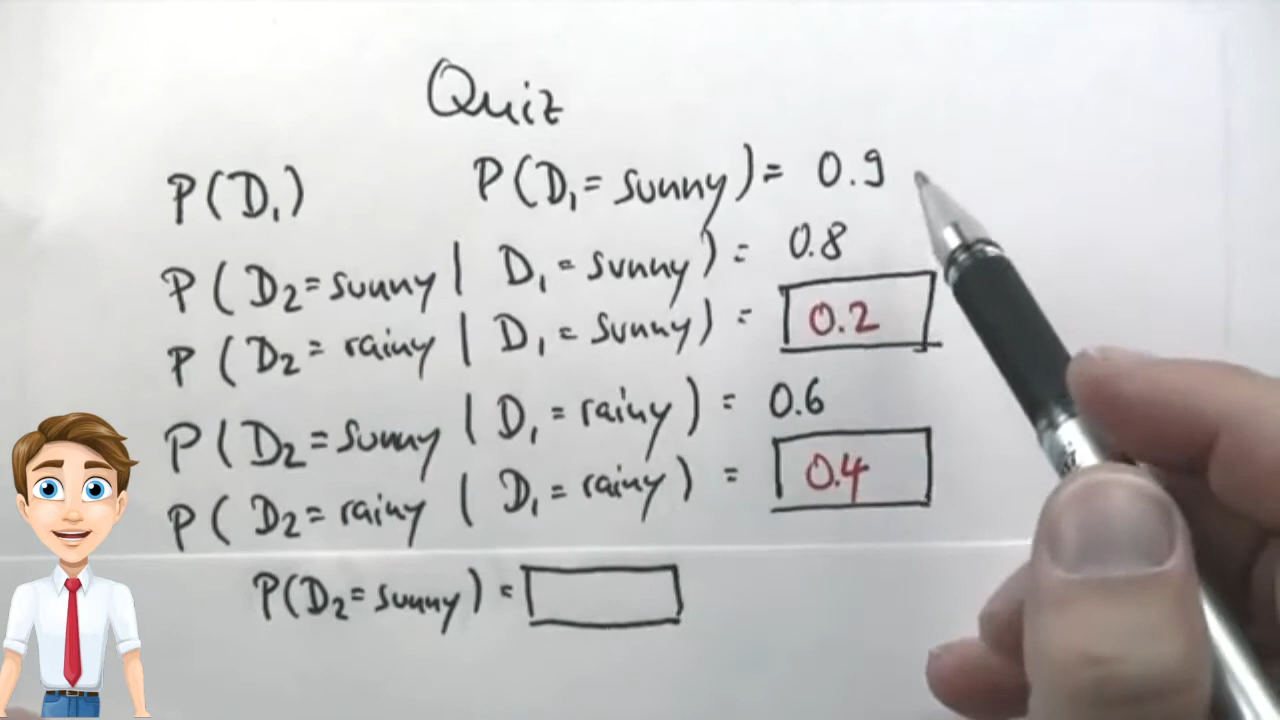 Quiz
P(D₁) P(D₁ = sunny) = 0.9
P(D₂ = sunny | D₁ = sunny) = 0.8
P(D₂ = rainy | D₁ = sunny) = 0.2
P(D₂ = sunny | D₁ = rainy) = 0.6
P(D₂ = rainy | D₁ = rainy) = 0.4
P(D₂ = sunny) =